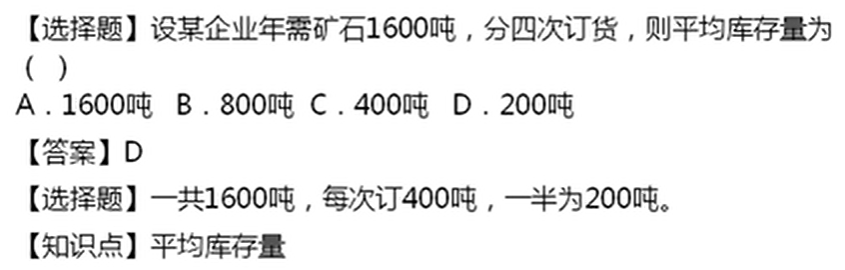 【选择题】设某企业年需矿石1600吨，分四次订货，则平均库存量为
（ ）
A．1600吨 B．800吨 C．400吨 D．200吨
【答案】D
【选择题】一共1600吨，每次订400吨，一半为200吨。
【知识点】平均库存量